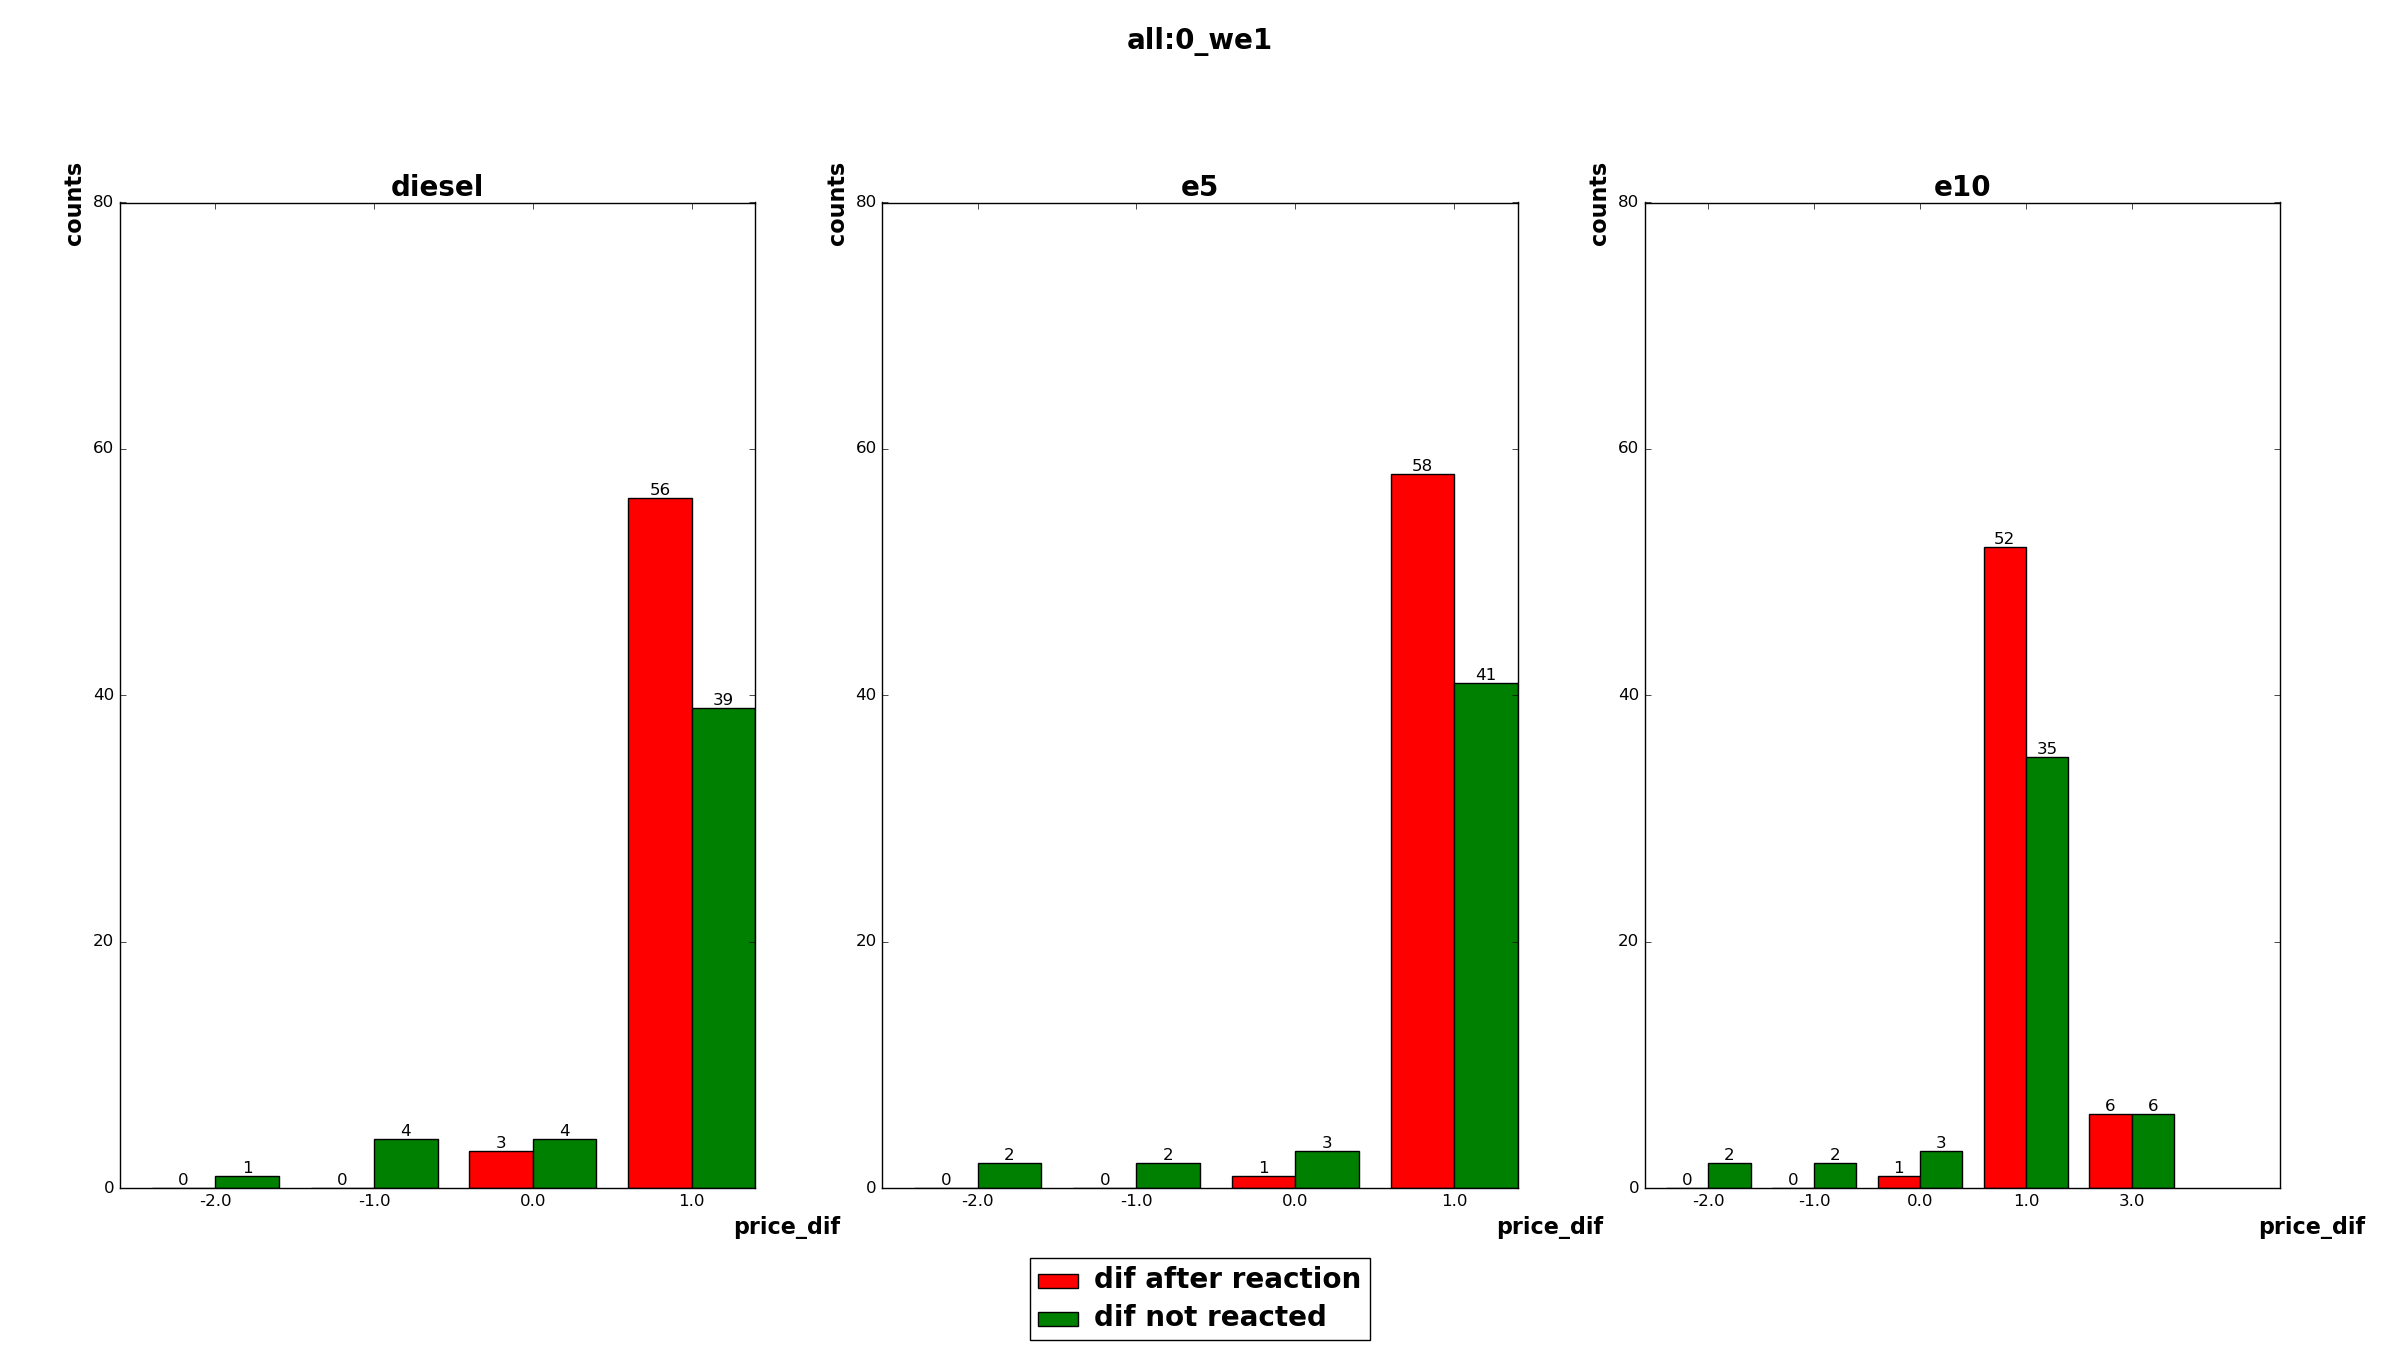 all:0_we1
diesel
counts
80
60
40
20
0
0 1 0 4 3 4 56 39
-2.0 -1.0 0.0 1.0
price_dif
e5
counts
80
60
40
20
0
0 2 0 2 1 3 58 41
-2.0 -1.0 0.0 1.0
price_dif
e10
counts
80
60
40
20
0
0 2 0 2 1 3 52 35 6 6
-2.0 -1.0 0.0 1.0 3.0
price_dif
dif after reaction
dif not reacted